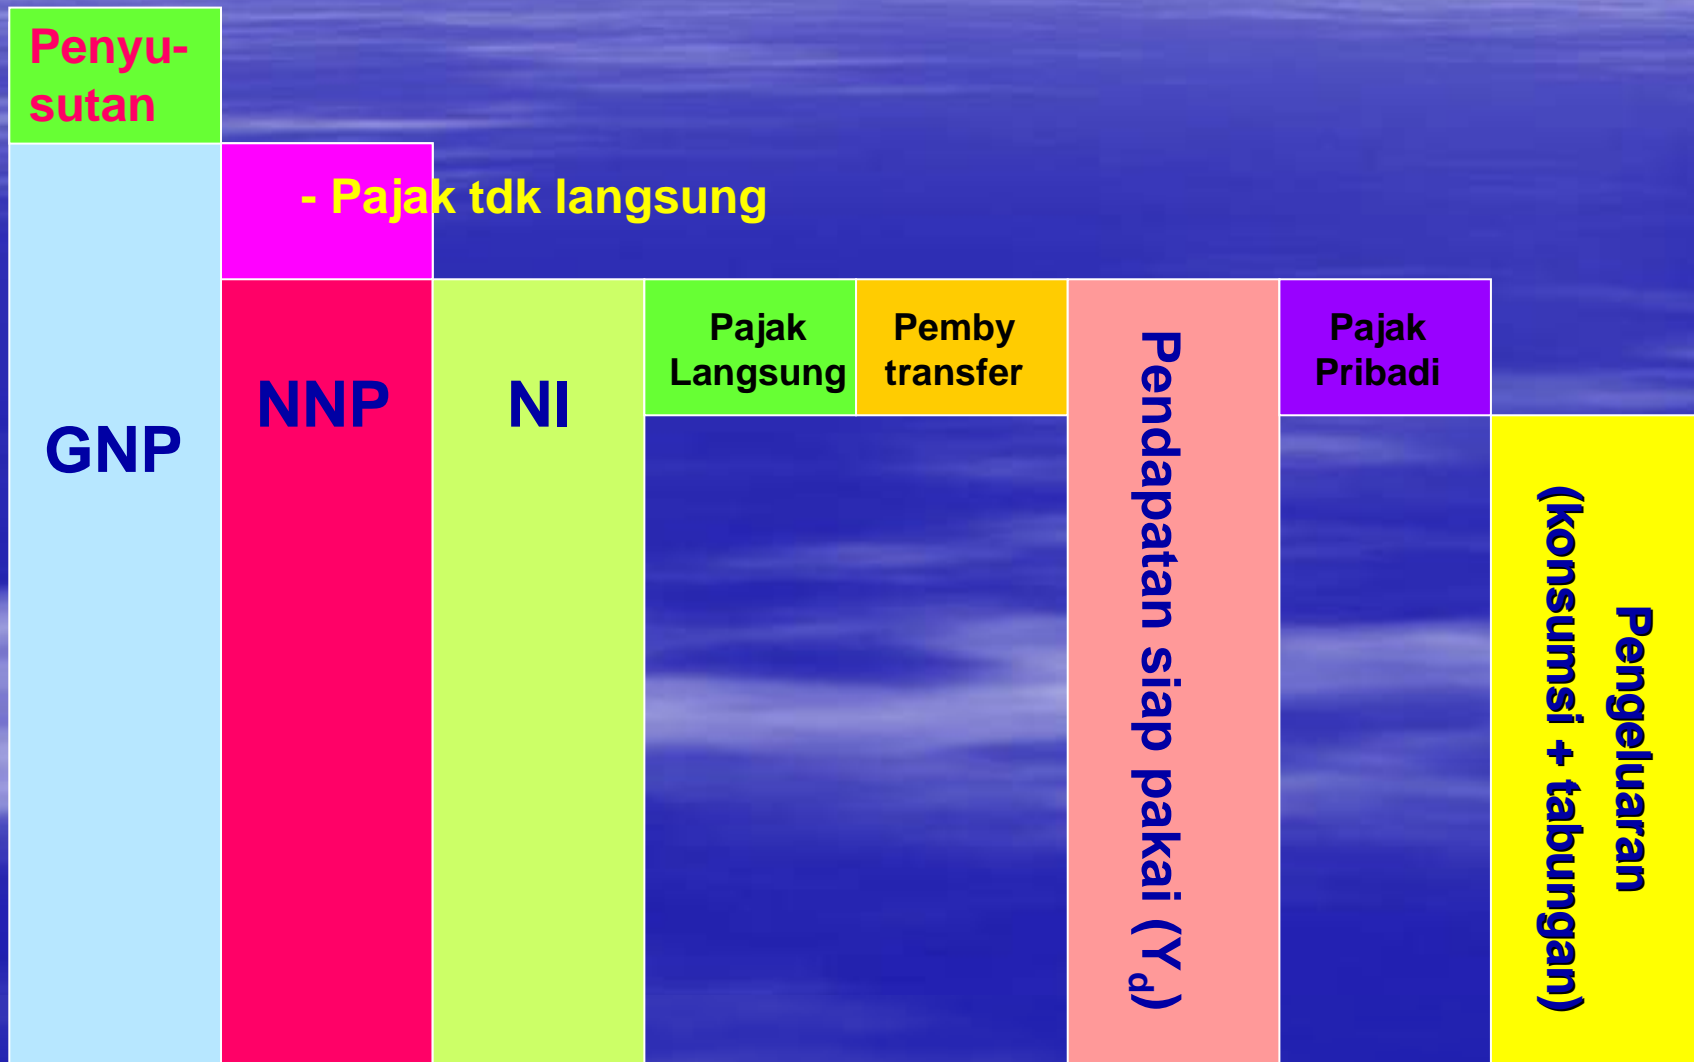 Penyu-
sutan
- Pajak tdk langsung
GNP
NNP
NI
Pajak
Langsung
Pemby
transfer
Pendapatan siap pakai (Yd)
Pajak
Pribadi
Pengeluaran
(konsumsi + tabungan)